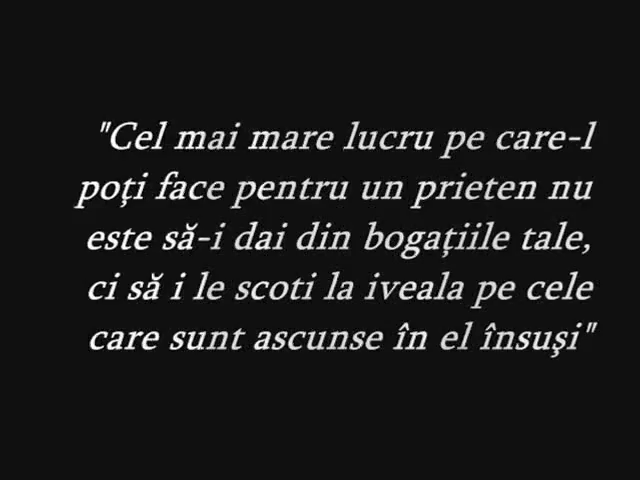 "Cel mai mare lucru pe care-l
poți face pentru un prieten nu
este să-i dai din bogațiile tale,
ci să i le scoti la iveala pe cele
care sunt ascunse în el însuşi"